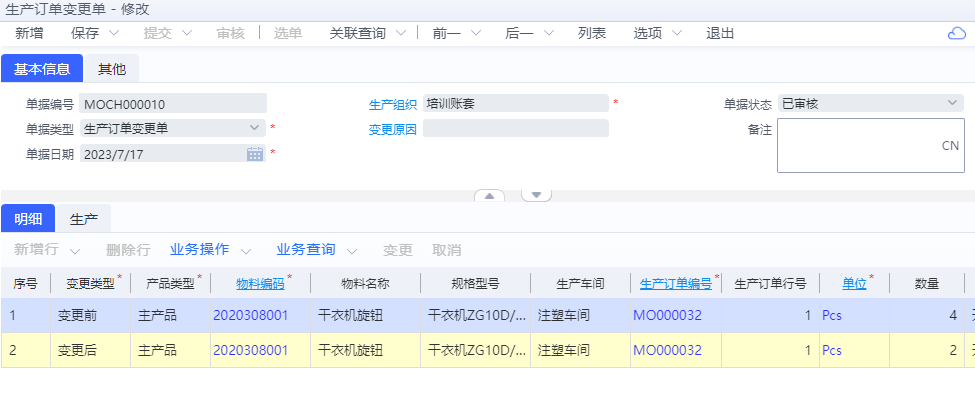 生产订单变更单 - 修改
新增 保存 提交 审核 选单 关联查询 前一 后一 列表 选项 退出
基本信息 其他
单据编号 MOCH000010 生产组织 培训账套 * 单据状态 已审核
单据类型 生产订单变更单 * 变更原因 备注
CN
单据日期 2023/7/17 *
明细 生产
新增行 删除行 业务操作 业务查询 变更 取消
序号 变更类型* 产品类型* 物料编码* 物料名称 规格型号 生产车间 生产订单编号* 生产订单行号 单位* 数量
1 变更前 主产品 2020308001 干衣机旋钮 干衣机ZG10D/... 注塑车间 MO000032 1 Pcs 4
2 变更后 主产品 2020308001 干衣机旋钮 干衣机ZG10D/... 注塑车间 MO000032 1 Pcs 2